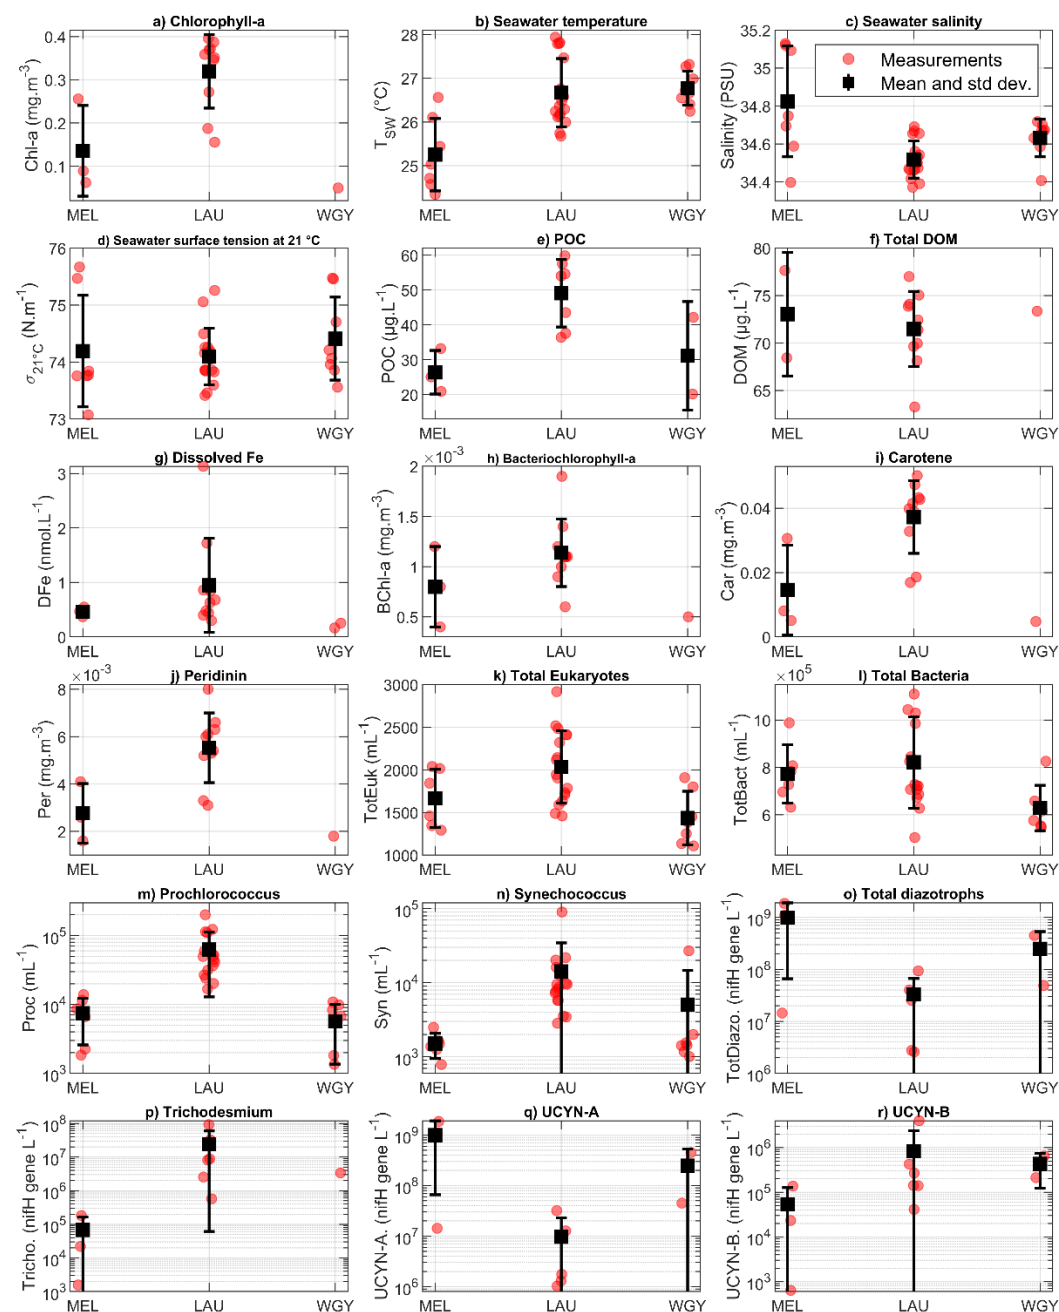 a) Chlorophyll-a
b) Seawater temperature
c) Seawater salinity
Chl-a (mg.m⁻³)
0.4
0.3
0.2
0.1
MEL LAU WGY
T_SW (°C)
28
27
26
25
MEL LAU WGY
Salinity (PSU)
35.2
35
34.8
34.6
34.4
Measurements
Mean and std dev.
MEL LAU WGY
d) Seawater surface tension at 21 °C
e) POC
f) Total DOM
σ21°C (N.m⁻¹)
76
75
74
73
MEL LAU WGY
POC (µg.L⁻¹)
60
50
40
30
20
MEL LAU WGY
DOM (µg.L⁻¹)
80
75
70
65
MEL LAU WGY
g) Dissolved Fe
h) Bacteriochlorophyll-a
i) Carotene
DFe (nmol.L⁻¹)
3
2
1
0
MEL LAU WGY
×10⁻³
BChl-a (mg.m⁻³)
2
1.5
1
0.5
MEL LAU WGY
Car (mg.m⁻³)
0.04
0.02
0
MEL LAU WGY
j) Peridinin
k) Total Eukaryotes
l) Total Bacteria
×10⁻³
Per (mg.m⁻³)
8
6
4
2
MEL LAU WGY
TotEuk (mL⁻¹)
3000
2500
2000
1500
1000
MEL LAU WGY
×10⁵
TotBact (mL⁻¹)
10
8
6
MEL LAU WGY
m) Prochlorococcus
n) Synechococcus
o) Total diazotrophs
Proc (mL⁻¹)
10⁵
10⁴
10³
MEL LAU WGY
Syn (mL⁻¹)
10⁵
10⁴
10³
MEL LAU WGY
TotDiazo. (nifH gene L⁻¹)
10⁹
10⁸
10⁷
10⁶
MEL LAU WGY
p) Trichodesmium
q) UCYN-A
r) UCYN-B
Tricho. (nifH gene L⁻¹)
10⁸
10⁷
10⁶
10⁵
10⁴
10³
MEL LAU WGY
UCYN-A. (nifH gene L⁻¹)
10⁹
10⁸
10⁷
10⁶
MEL LAU WGY
UCYN-B. (nifH gene L⁻¹)
10⁶
10⁵
10⁴
10³
MEL LAU WGY